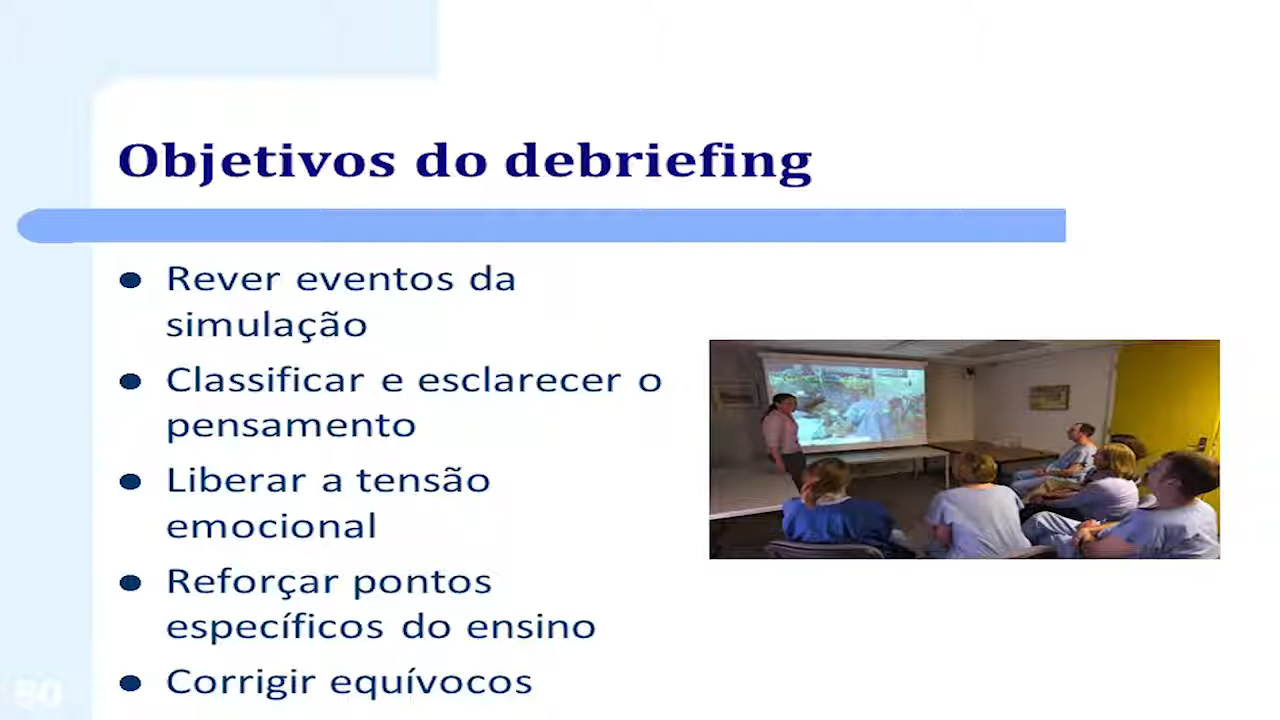 Objetivos do debriefing
● Rever eventos da
simulação
● Classificar e esclarecer o
pensamento
● Liberar a tensão
emocional
● Reforçar pontos
específicos do ensino
● Corrigir equívocos
50